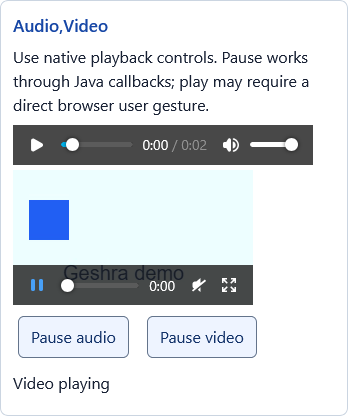 Audio,Video
Use native playback controls. Pause works
through Java callbacks; play may require a
direct browser user gesture.
0:00 / 0:02
Geshra demo
0:00
Pause audio
Pause video
Video playing